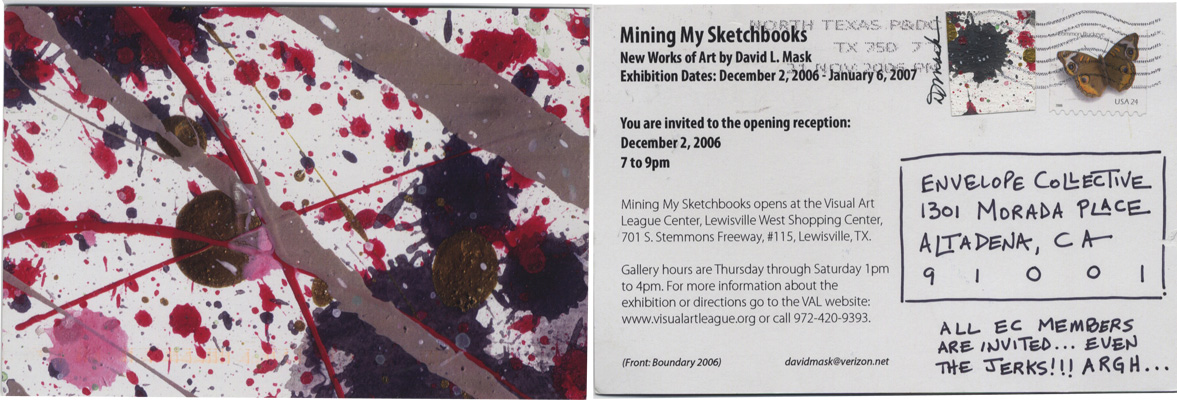 Mining My Sketchbooks
New Works of Art by David L. Mask
Exhibition Dates: December 2, 2006 - January 6, 2007
NORTH TEXAS P&DC
TX 750 7
21 NOV 2006 PM
You are invited to the opening reception:
December 2, 2006
7 to 9pm
Mining My Sketchbooks opens at the Visual Art
League Center, Lewisville West Shopping Center,
701 S. Stemmons Freeway, #115, Lewisville, TX.
Gallery hours are Thursday through Saturday 1pm
to 4pm. For more information about the
exhibition or directions go to the VAL website:
www.visualartleague.org or call 972-420-9393.
(Front: Boundary 2006)
davidmask@verizon.net
USA 24
ENVELOPE COLLECTIVE
1301 MORADA PLACE
ALTADENA, CA
9 1 0 0 1
ALL EC MEMBERS
ARE INVITED... EVEN
THE JERKS!!! ARGH...